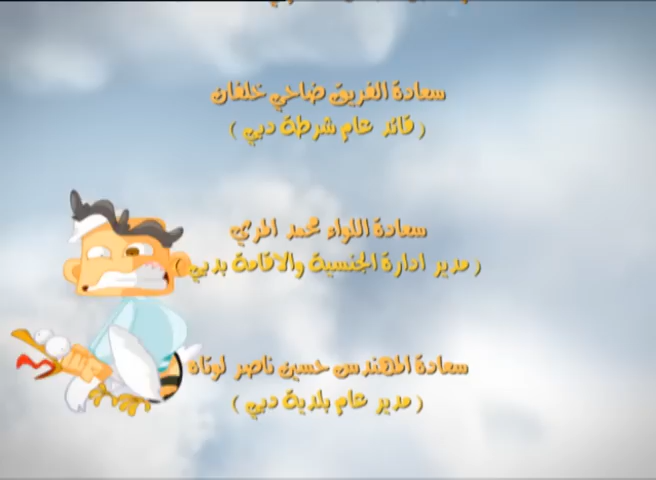 سعادة الفريق ضاحي خلفان
( قائد عام شرطة دبي )
سعادة اللواء محمد المري
( مدير ادارة الجنسية والاقامة بدبي )
سعادة المهندس حسين ناصر لوتاه
( مدير عام بلدية دبي )